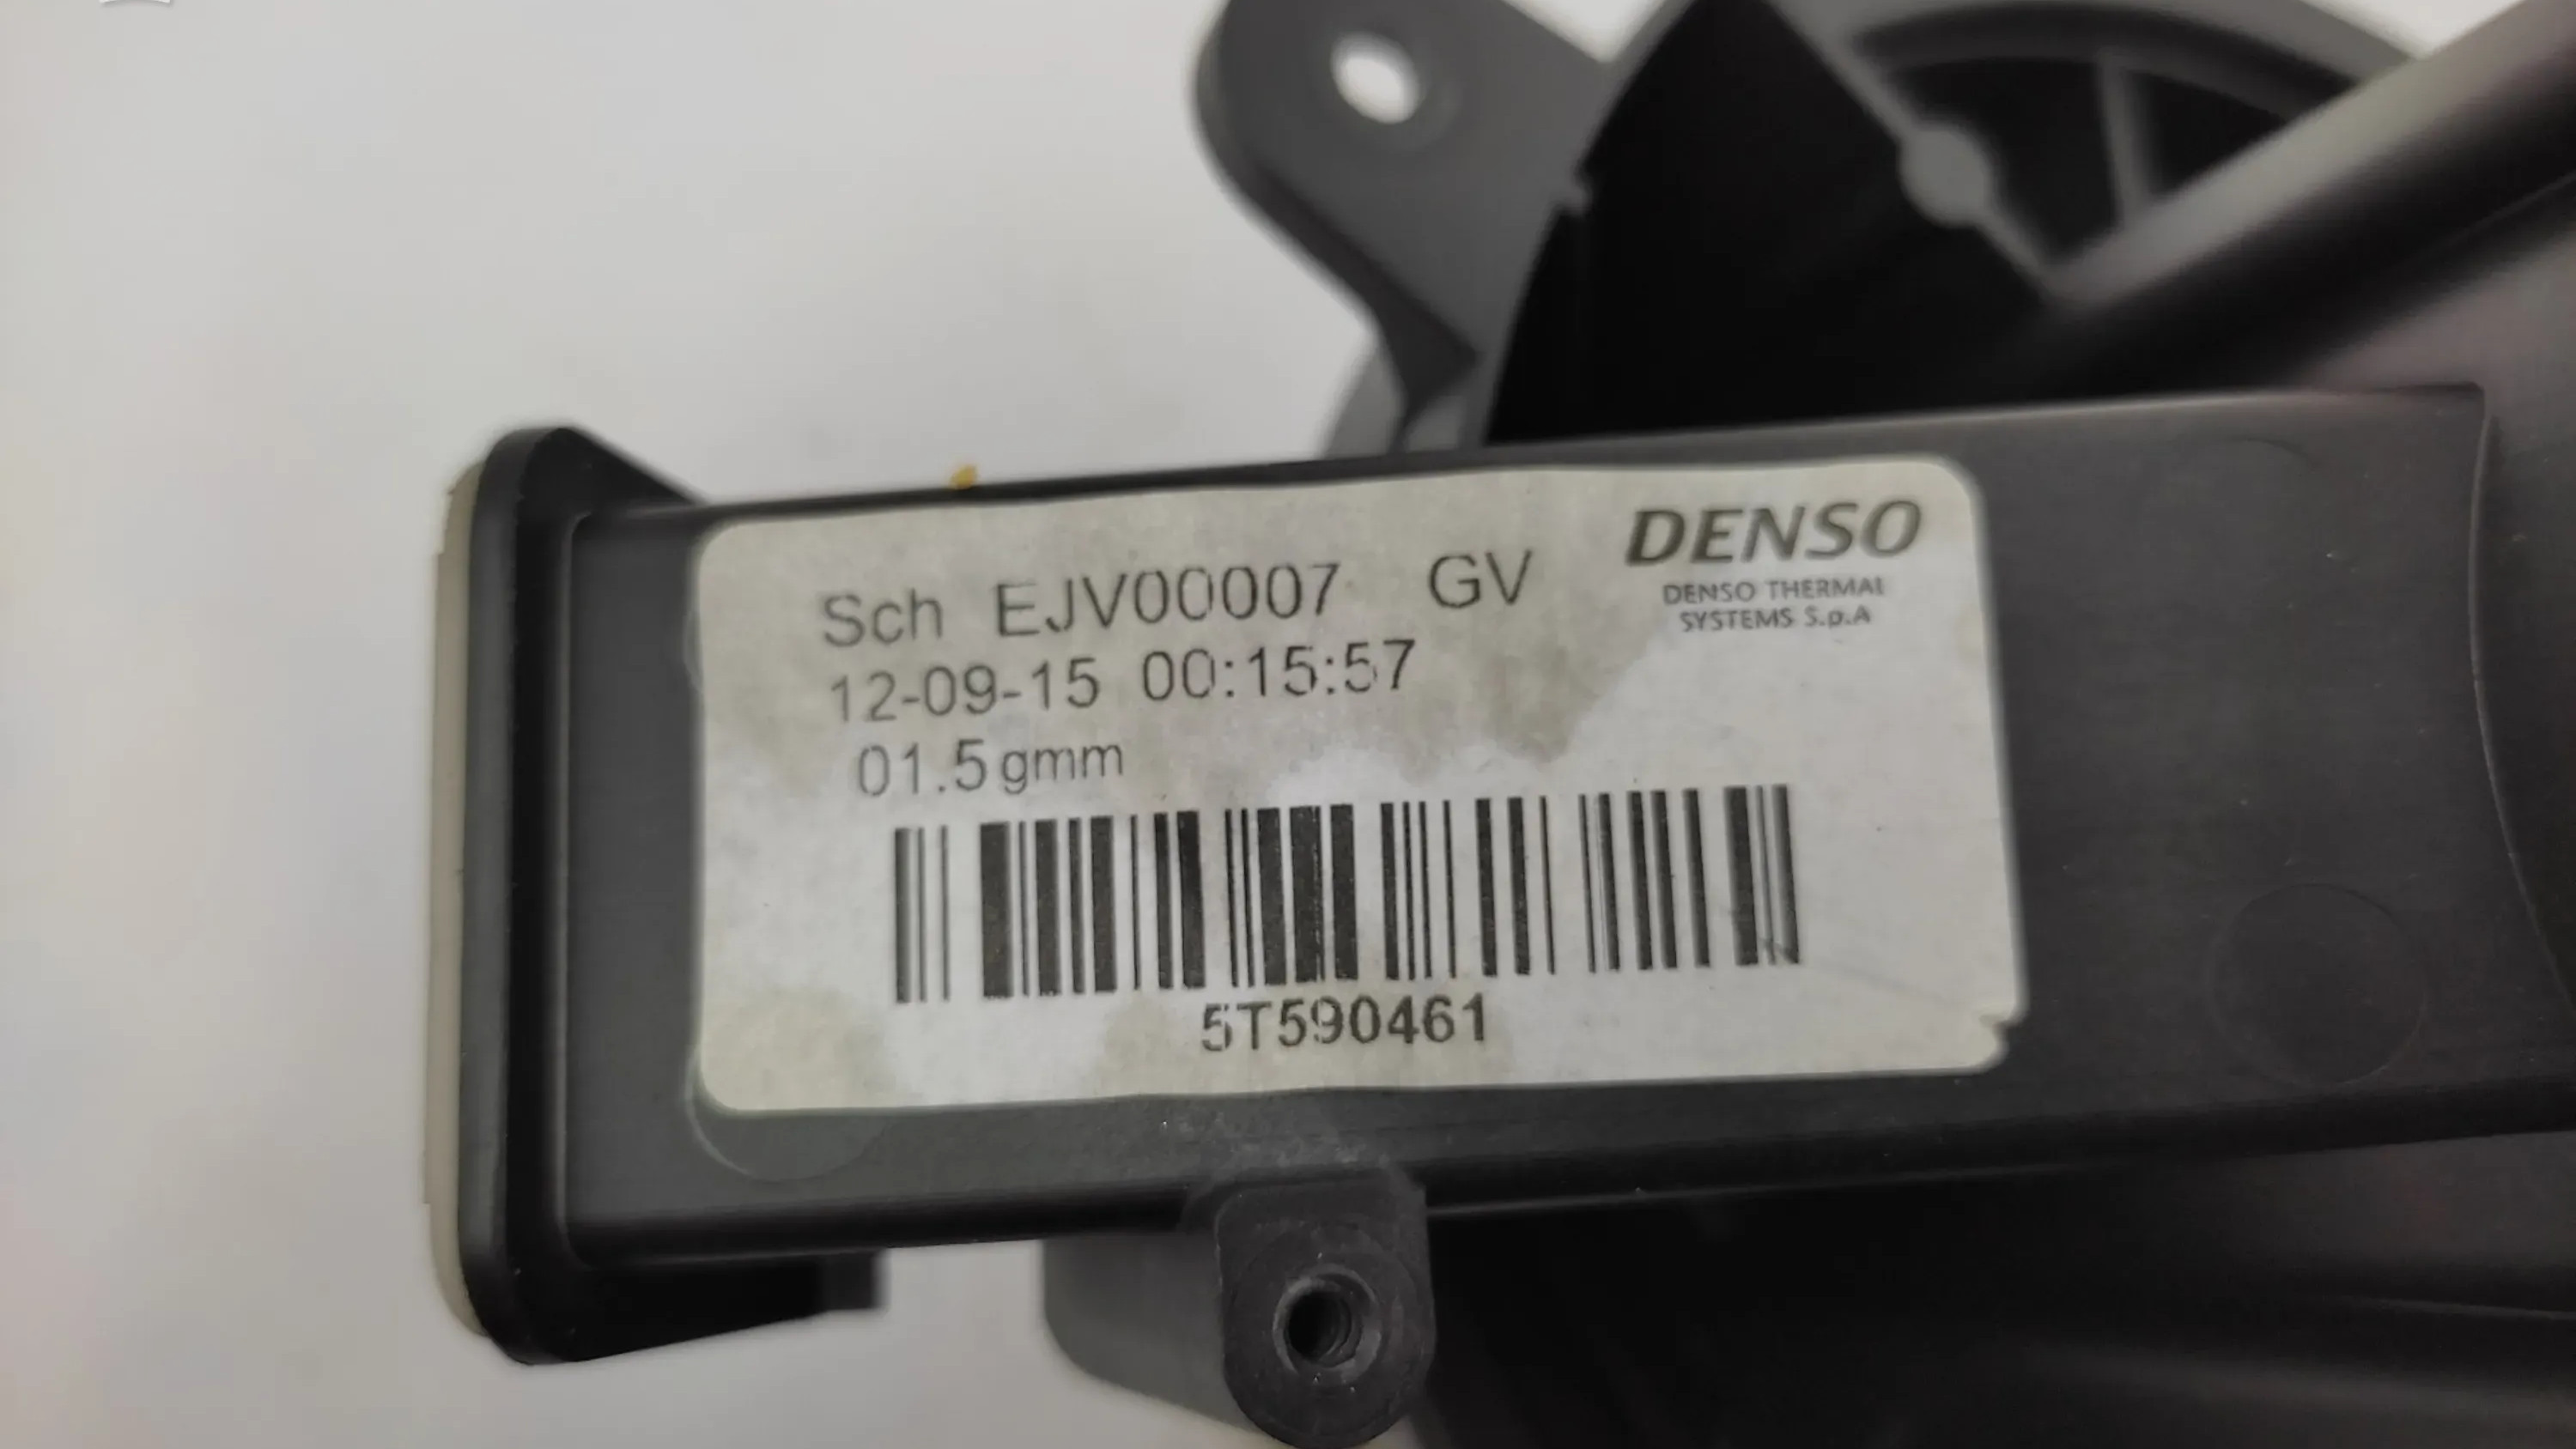 Sch EJV00007 GV
DENSO
DENSO THERMAL
SYSTEMS S.p.A
12-09-15 00:15:57
01.5gmm
5T590461